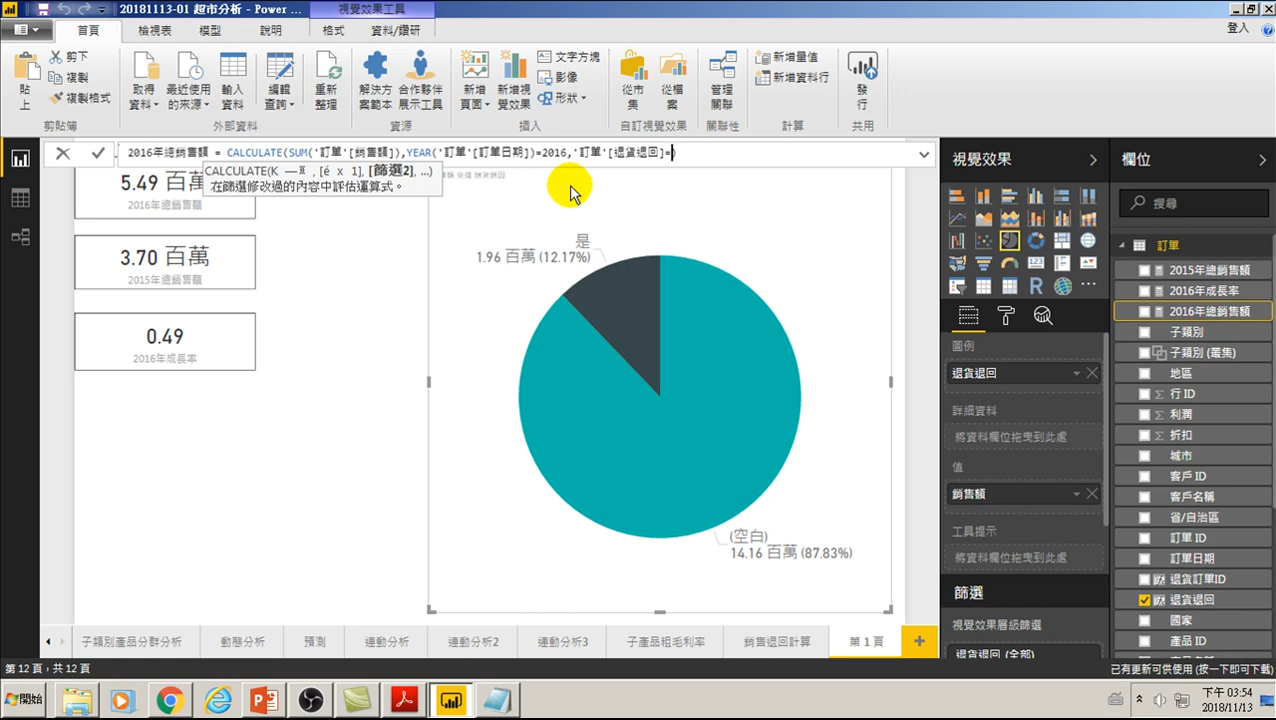 20181113-01 超市分析 - Power ...
視覺效果工具
登入
首頁
檢視表
模型
說明
格式
資料/鑽研
貼上
剪下
複製
複製格式
剪貼簿
取得資料
最近使用的來源
輸入資料
編輯查詢
外部資料
重新整理
解決方案範本
合作夥伴展示工具
資源
新增頁面
新增視覺效果
文字方塊
影像
形狀
插入
從市集
從檔案
自訂視覺效果
管理關聯
關聯性
新增量值
新增資料行
計算
發行
共用
2016年總銷售額 = CALCULATE(SUM('訂單'[銷售額]),YEAR('訂單'[訂單日期])=2016,'訂單'[退貨退回]=)
[篩選2], ...)
在篩選修改過的內容中評估運算式。
5.49 百萬
2016年總銷售額
3.70 百萬
2015年總銷售額
0.49
2016年成長率
是
1.96 百萬 (12.17%)
(空白)
14.16 百萬 (87.83%)
視覺效果
R
圖例
退貨退回
詳細資料
將資料欄位拖曳到此處
值
銷售額
工具提示
將資料欄位拖曳到此處
篩選
視覺效果層級篩選
退貨退回 (全部)
欄位
搜尋
訂單
2015年總銷售額
2016年成長率
2016年總銷售額
子類別
子類別 (叢集)
地區
行 ID
利潤
折扣
城市
客戶 ID
客戶名稱
省/自治區
訂單 ID
訂單日期
退貨訂單ID
退貨退回
國家
產品 ID
子類別產品分群分析
動態分析
預測
連動分析
連動分析2
連動分析3
子產品粗毛利率
銷售退回計算
第 1 頁
第 12 頁，共 12 頁
已有更新可供使用 (按一下即可下載)
開始
下午 03:54
2018/11/13